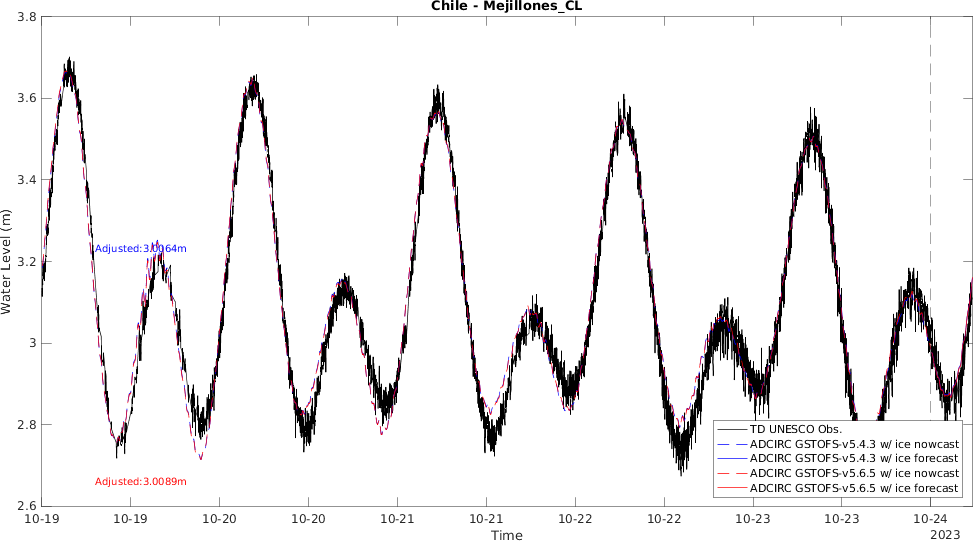 Chile - Mejillones_CL
3.8
3.6
3.4
3.2
3
2.8
2.6
Water Level (m)
Adjusted:3.0064m
Adjusted:3.0089m
TD UNESCO Obs.
ADCIRC GSTOFS-v5.4.3 w/ ice nowcast
ADCIRC GSTOFS-v5.4.3 w/ ice forecast
ADCIRC GSTOFS-v5.6.5 w/ ice nowcast
ADCIRC GSTOFS-v5.6.5 w/ ice forecast
10-19 10-19 10-20 10-20 10-21 10-21 10-22 10-22 10-23 10-23 10-24
Time
2023